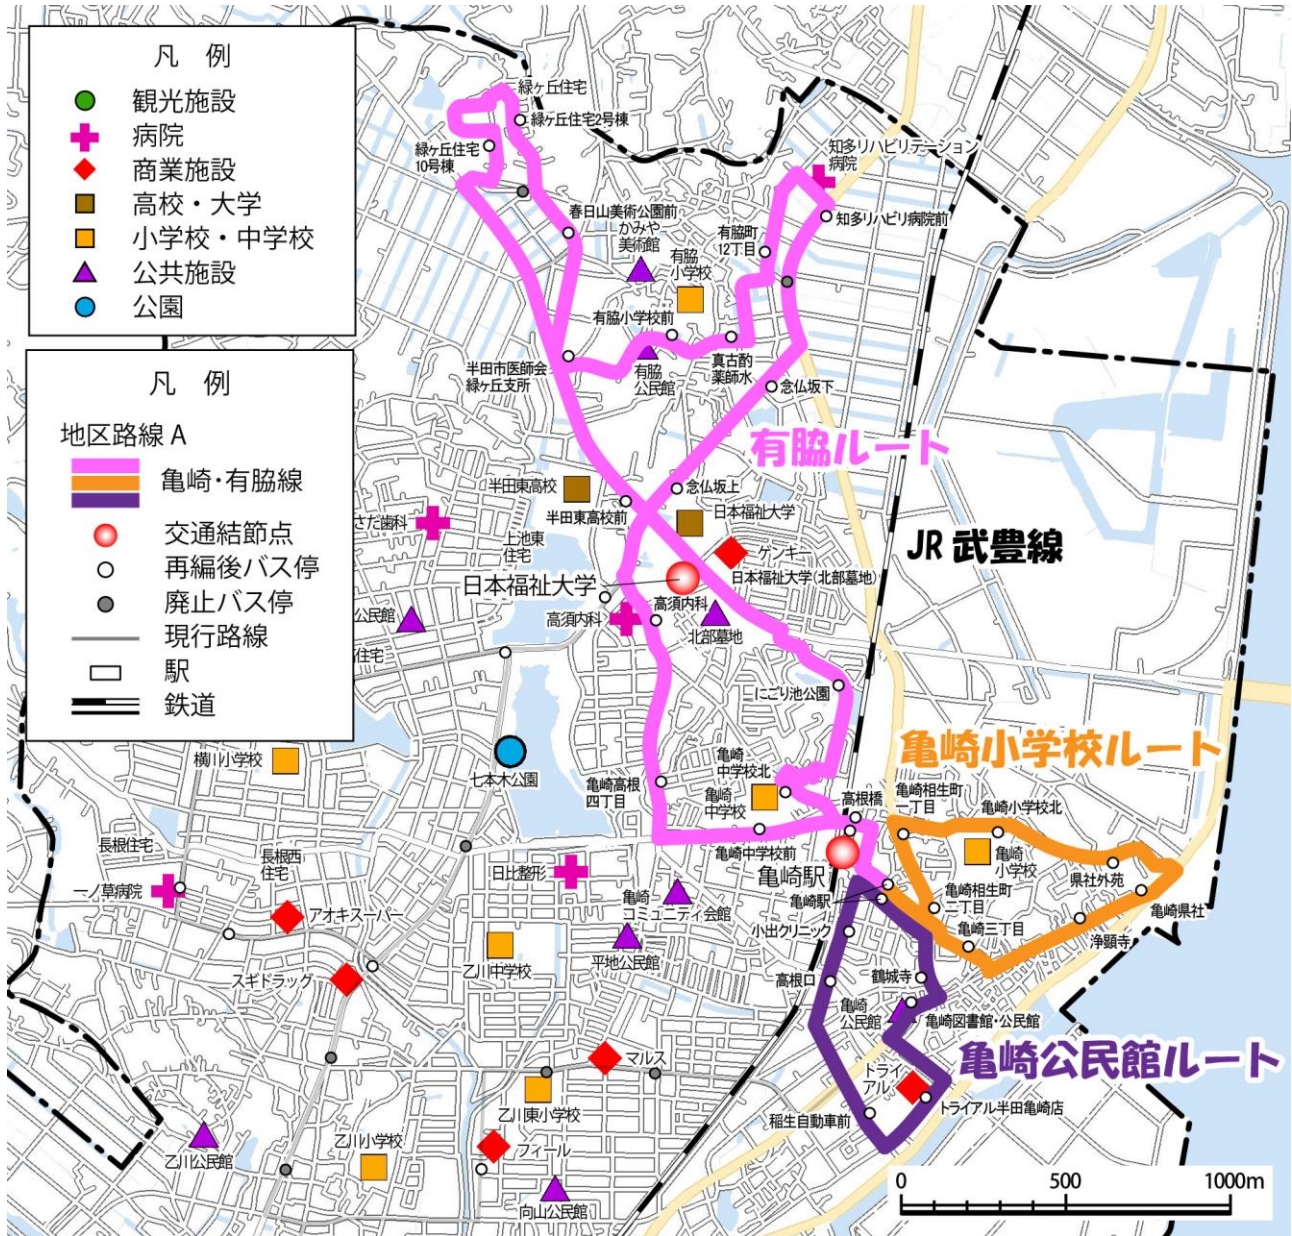 凡　例
観光施設
病院
商業施設
高校・大学
小学校・中学校
公共施設
公園
凡　例
地区路線 A
亀崎・有脇線
交通結節点
再編後バス停
廃止バス停
現行路線
駅
鉄道
緑ヶ丘住宅
緑ヶ丘住宅2号棟
緑ヶ丘住宅
10号棟
知多リハビリテーション
病院
知多リハビリ病院前
春日山美術公園前
かみや
美術館
有脇町
12丁目
有脇
小学校
有脇小学校前
有脇
公民館
真古酌
薬師水
半田市医師会
緑ヶ丘支所
念仏坂下
有脇ルート
念仏坂上
半田東高校
半田東高校前
日本福祉大学
ゲンキー
JR 武豊線
さだ歯科
上池東
住宅
日本福祉大学
日本福祉大学(北部墓地)
高須内科
高須内科
北部墓地
公民館
住宅
にごり池公園
七本木公園
横川小学校
亀崎高根
四丁目
亀崎
中学校北
亀崎
中学校
高根橋
亀崎中学校前
亀崎小学校ルート
亀崎相生町
一丁目
亀崎小学校北
亀崎
小学校
県社外苑
亀崎県社
浄顕寺
亀崎相生町
二丁目
亀崎三丁目
亀崎駅
亀崎駅
小出クリニック
長根住宅
長根西
住宅
一ノ草病院
アオキスーパー
スギドラッグ
日比整形
亀崎
コミュニティ会館
平地公民館
乙川中学校
高根口
鶴城寺
亀崎
公民館
亀崎図書館・公民館
亀崎公民館ルート
トライ
アル
トライアル半田亀崎店
稲生自動車前
マルス
乙川東小学校
フィール
乙川小学校
乙川公民館
向山公民館
0
500
1000m